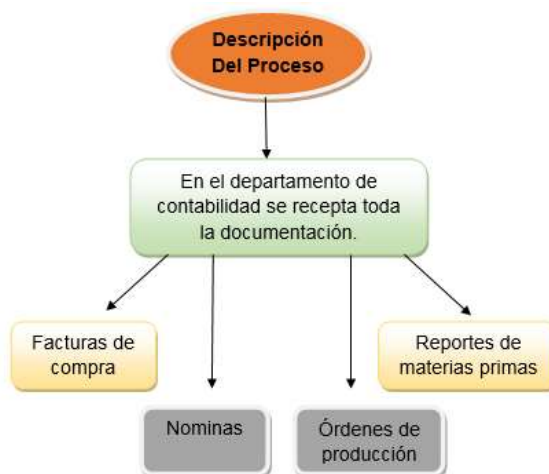 Descripción
Del Proceso
En el departamento de
contabilidad se recepta toda
la documentación.
Facturas de
compra
Reportes de
materias primas
Nominas
Órdenes de
producción